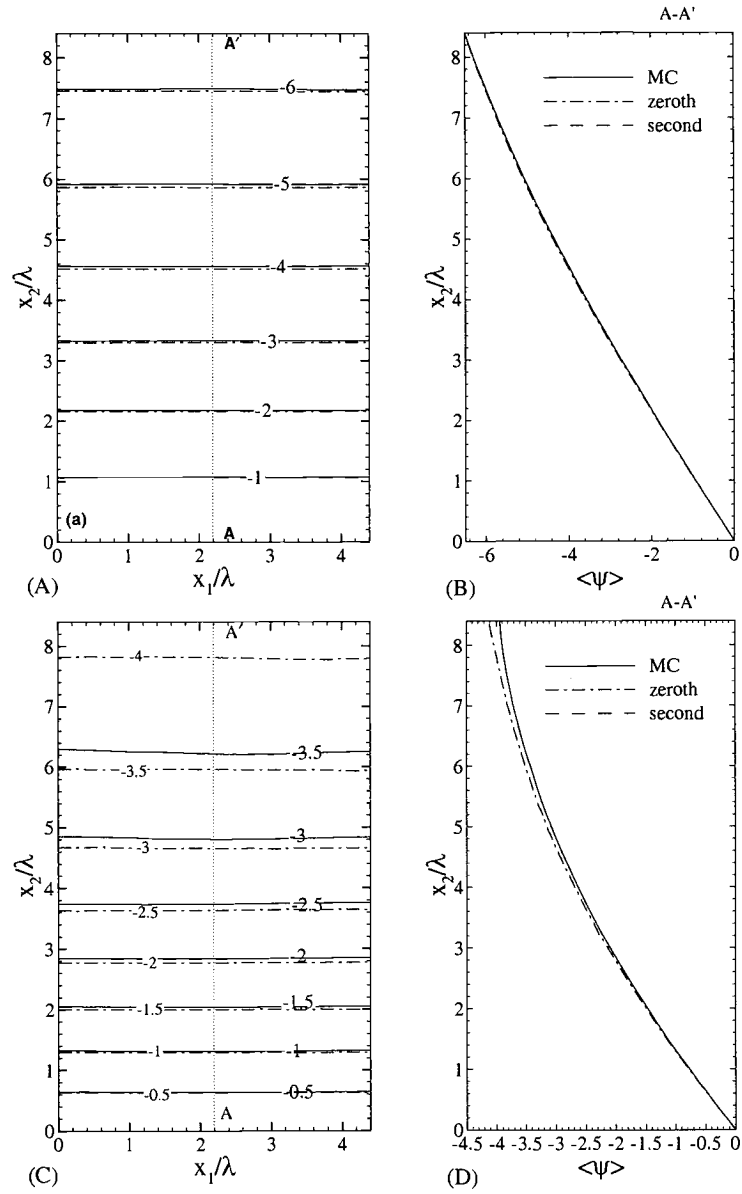 A-A'
8
7
6
5
4
3
2
1
0
x₂/λ
A'
-6
-5
-4
-3
-2
-1
(a)
A
0 1 2 3 4
x₁/λ
(A)
8
7
6
5
4
3
2
1
0
x₂/λ
MC
zeroth
second
-6 -4 -2 0
<ψ>
(B)
A-A'
8
7
6
5
4
3
2
1
0
x₂/λ
A'
-4
-3.5
-3.5
-3
-3
-2.5
-2.5
-2
-2
-1.5
-1.5
-1
-1
-0.5
-0.5
A
0 1 2 3 4
x₁/λ
(C)
8
7
6
5
4
3
2
1
0
x₂/λ
MC
zeroth
second
-4.5 -4 -3.5 -3 -2.5 -2 -1.5 -1 -0.5 0
<ψ>
(D)